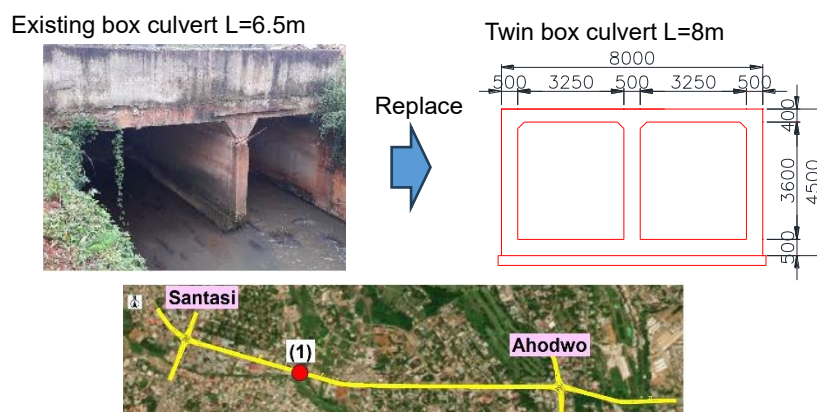 Existing box culvert L=6.5m
Twin box culvert L=8m
8000
500 3250 500 3250 500
Replace
400
3600
4500
500
Santasi
(1)
Ahodwo